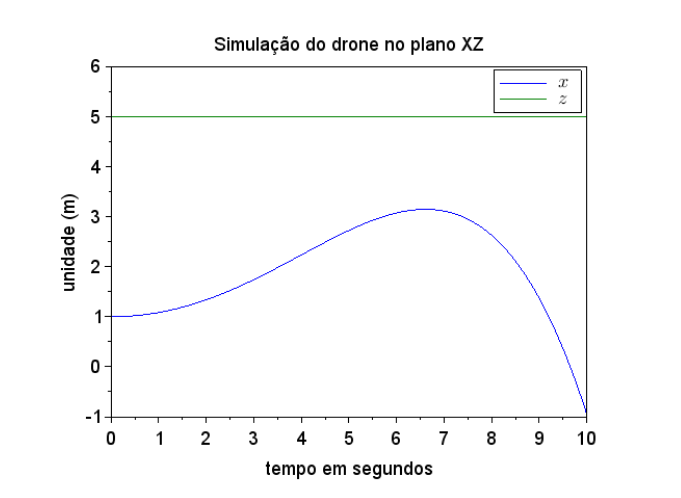 Simulação do drone no plano XZ
6
5
4
3
2
1
0
-1
unidade (m)
x
z
0 1 2 3 4 5 6 7 8 9 10
tempo em segundos